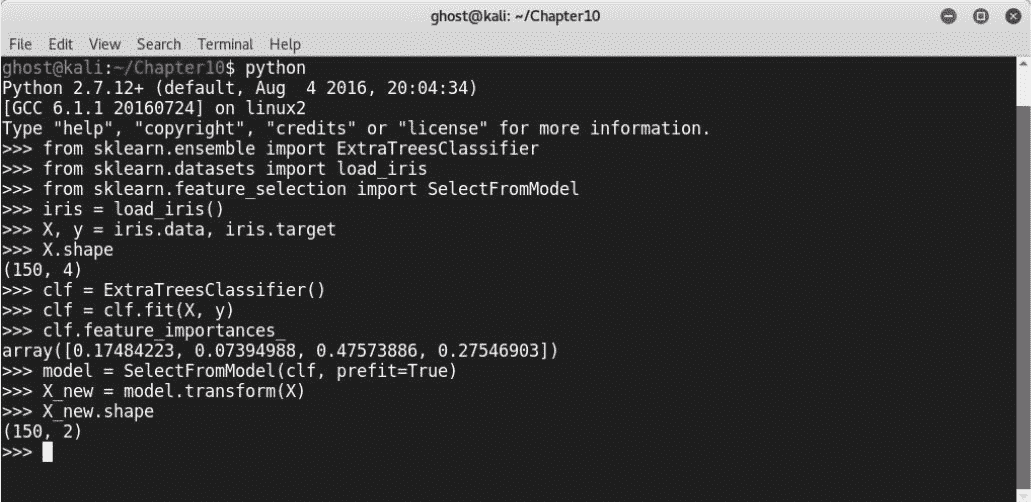 ghost@kali: ~/Chapter10
File Edit View Search Terminal Help
ghost@kali:~/Chapter10$ python
Python 2.7.12+ (default, Aug  4 2016, 20:04:34)
[GCC 6.1.1 20160724] on linux2
Type "help", "copyright", "credits" or "license" for more information.
>>> from sklearn.ensemble import ExtraTreesClassifier
>>> from sklearn.datasets import load_iris
>>> from sklearn.feature_selection import SelectFromModel
>>> iris = load_iris()
>>> X, y = iris.data, iris.target
>>> X.shape
(150, 4)
>>> clf = ExtraTreesClassifier()
>>> clf = clf.fit(X, y)
>>> clf.feature_importances_
array([0.17484223, 0.07394988, 0.47573886, 0.27546903])
>>> model = SelectFromModel(clf, prefit=True)
>>> X_new = model.transform(X)
>>> X_new.shape
(150, 2)
>>>